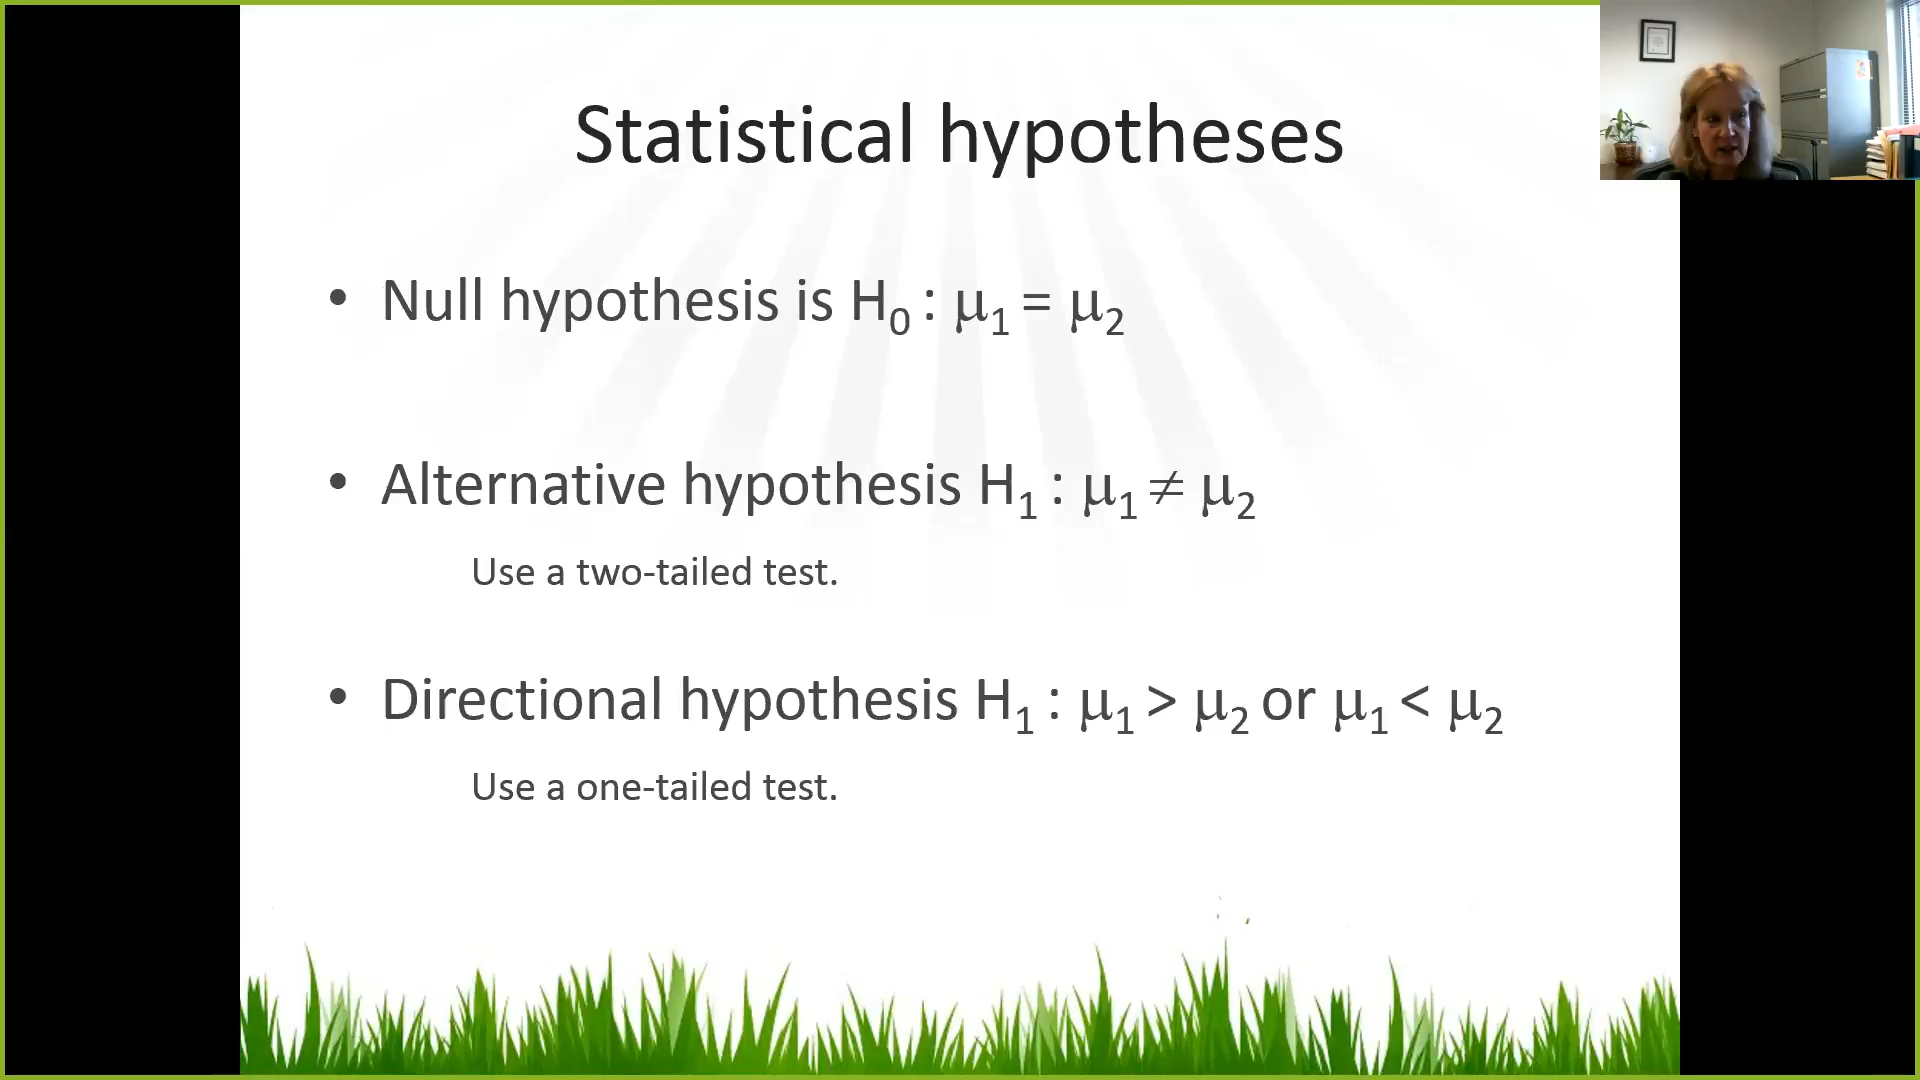 Statistical hypotheses
• Null hypothesis is H₀ : μ₁ = μ₂
• Alternative hypothesis H₁ : μ₁ ≠ μ₂
Use a two-tailed test.
• Directional hypothesis H₁ : μ₁ > μ₂ or μ₁ < μ₂
Use a one-tailed test.